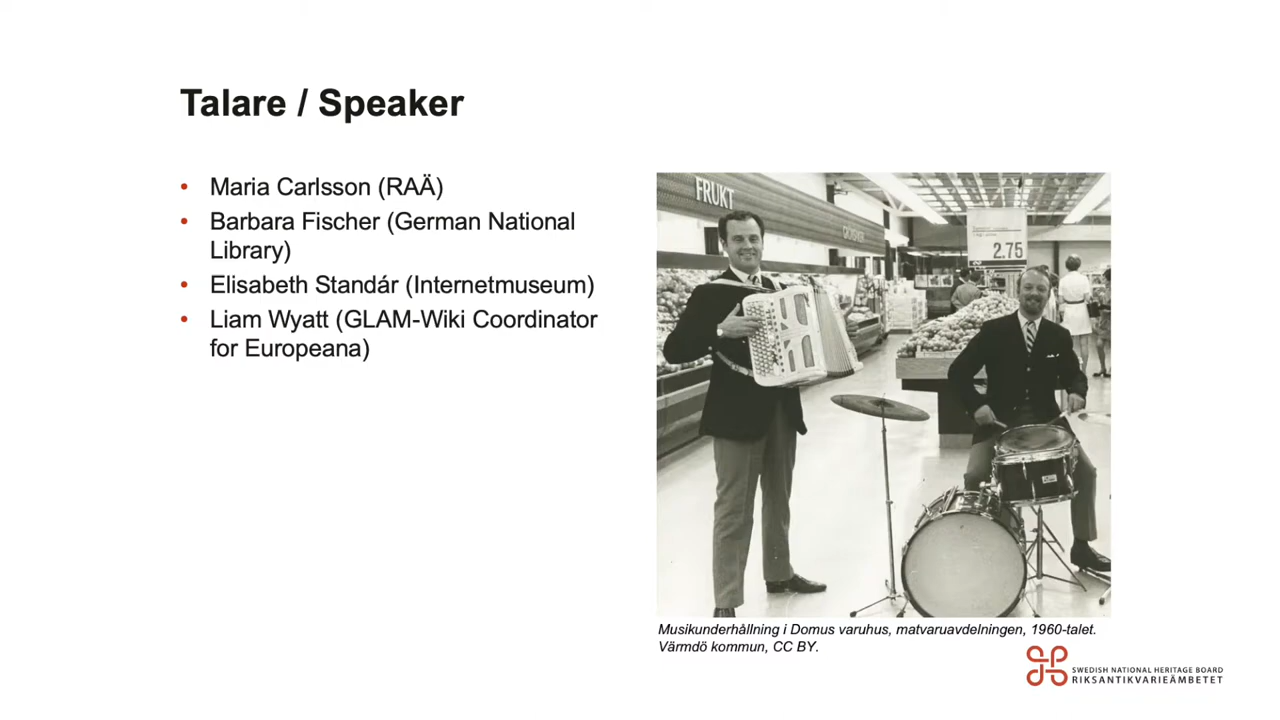 Talare / Speaker
• Maria Carlsson (RAÄ)
• Barbara Fischer (German National
Library)
• Elisabeth Standár (Internetmuseum)
• Liam Wyatt (GLAM-Wiki Coordinator
for Europeana)
FRUKT
2.75
Musikunderhållning i Domus varuhus, matvaruavdelningen, 1960-talet.
Värmdö kommun, CC BY.
SWEDISH NATIONAL HERITAGE BOARD
RIKSANTIKVARIEÄMBETET